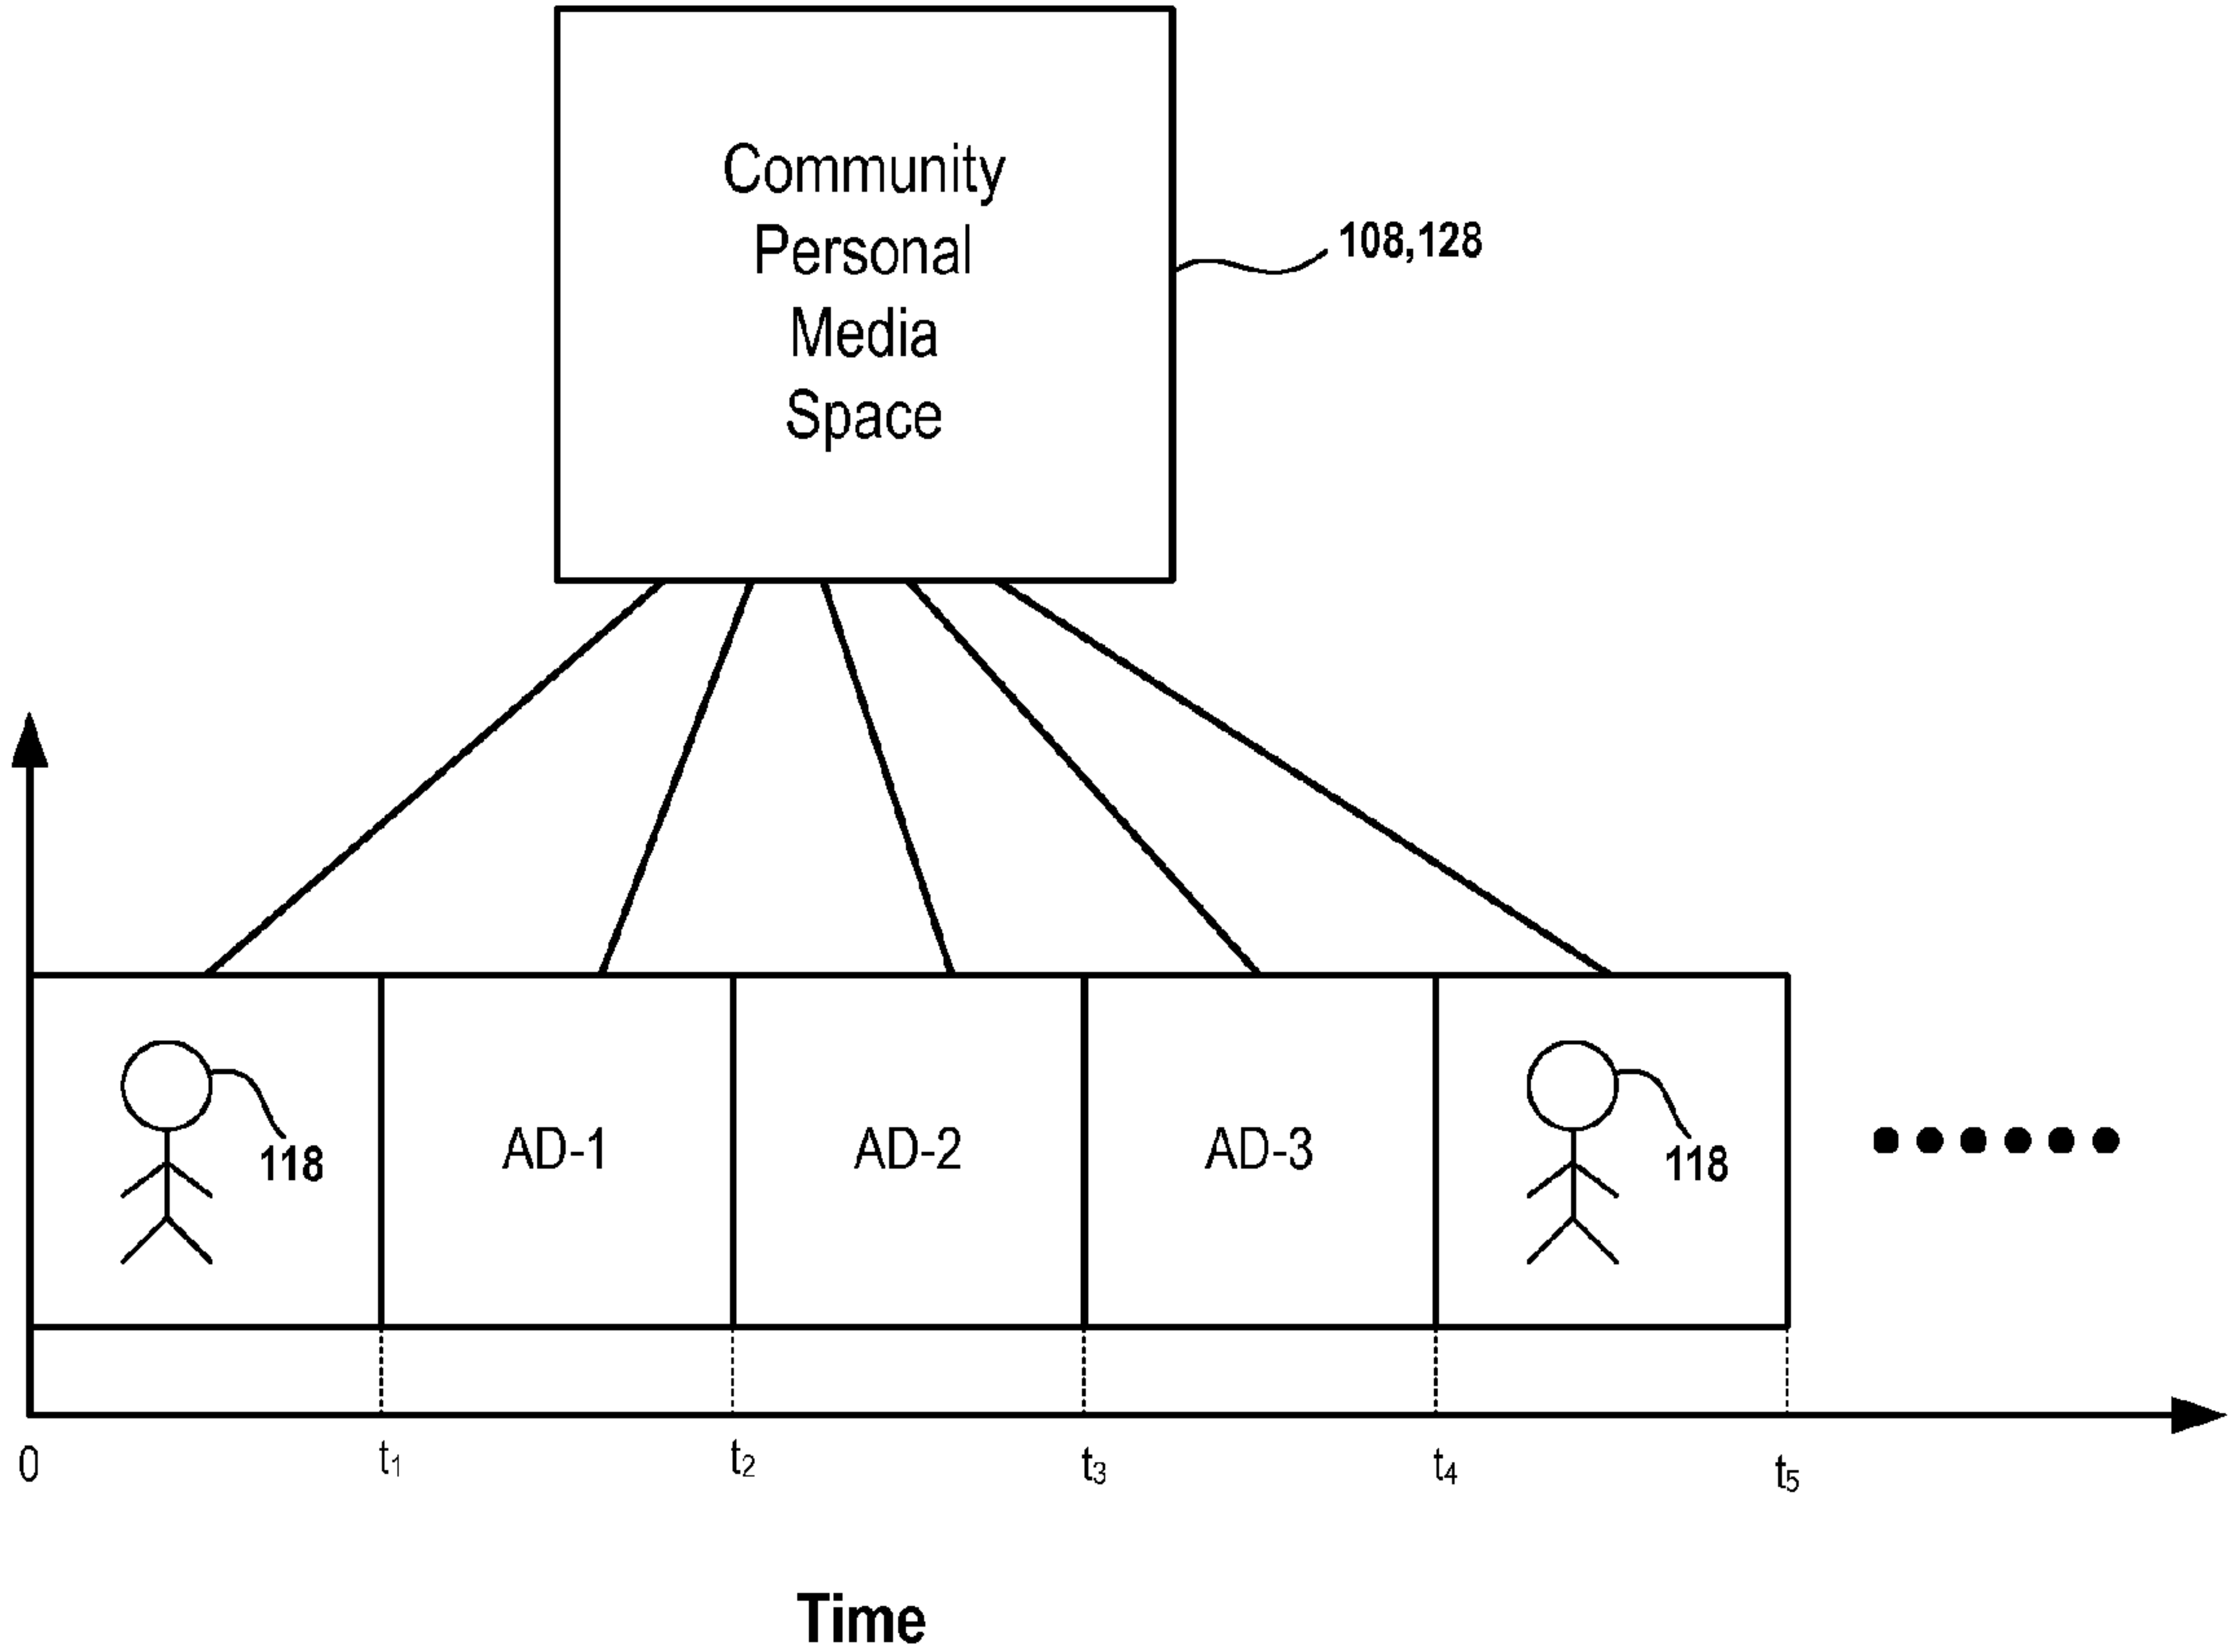 Community
Personal
Media
Space
108,128
118
AD-1
AD-2
AD-3
118
0
t1
t2
t3
t4
t5
Time